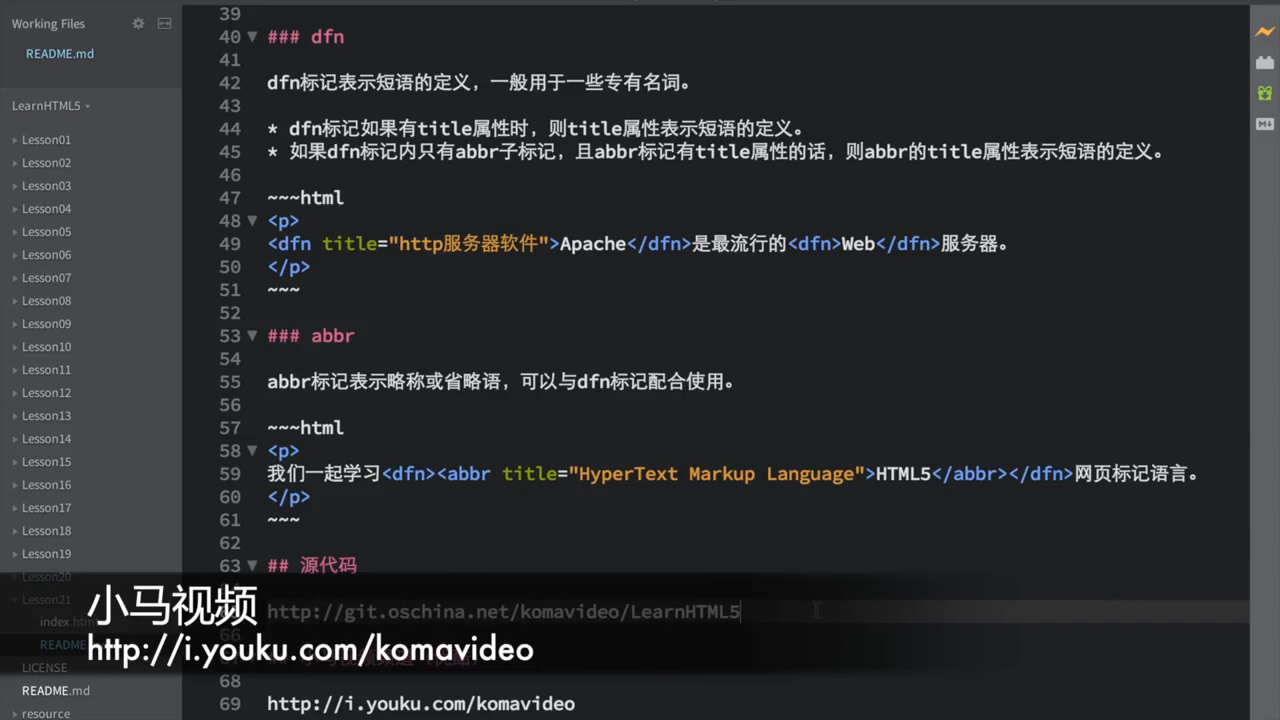 Working Files
README.md
LearnHTML5
Lesson01
Lesson02
Lesson03
Lesson04
Lesson05
Lesson06
Lesson07
Lesson08
Lesson09
Lesson10
Lesson11
Lesson12
Lesson13
Lesson14
Lesson15
Lesson16
Lesson17
Lesson18
Lesson19
Lesson20
Lesson21
index.html
README
LICENSE
README.md
resource
39
40 ### dfn
41
42 dfn标记表示短语的定义，一般用于一些专有名词。
43
44 * dfn标记如果有title属性时，则title属性表示短语的定义。
45 * 如果dfn标记内只有abbr子标记，且abbr标记有title属性的话，则abbr的title属性表示短语的定义。
46
47 ~~~html
48 <p>
49 <dfn title="http服务器软件">Apache</dfn>是最流行的<dfn>Web</dfn>服务器。
50 </p>
51 ~~~
52
53 ### abbr
54
55 abbr标记表示略称或省略语，可以与dfn标记配合使用。
56
57 ~~~html
58 <p>
59 我们一起学习<dfn><abbr title="HyperText Markup Language">HTML5</abbr></dfn>网页标记语言。
60 </p>
61 ~~~
62
63 ## 源代码
http://git.oschina.net/komavideo/LearnHTML5
66
68
69 http://i.youku.com/komavideo
小马视频
http://i.youku.com/komavideo
M↓